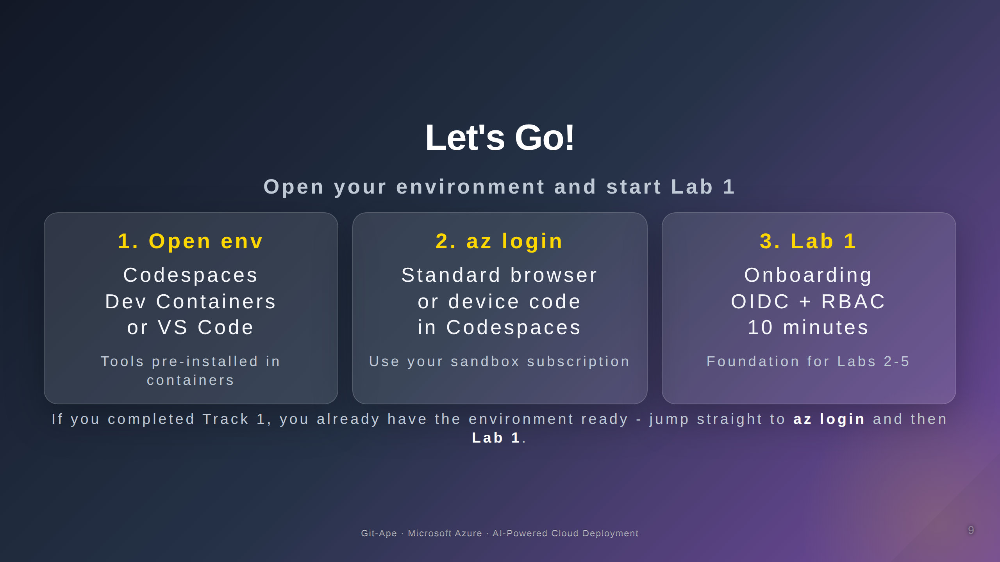 Let's Go!
Open your environment and start Lab 1
1. Open env
Codespaces
Dev Containers
or VS Code
Tools pre-installed in
containers
2. az login
Standard browser
or device code
in Codespaces
Use your sandbox subscription
3. Lab 1
Onboarding
OIDC + RBAC
10 minutes
Foundation for Labs 2-5
If you completed Track 1, you already have the environment ready - jump straight to az login and then
Lab 1.
Git-Ape · Microsoft Azure · AI-Powered Cloud Deployment
9